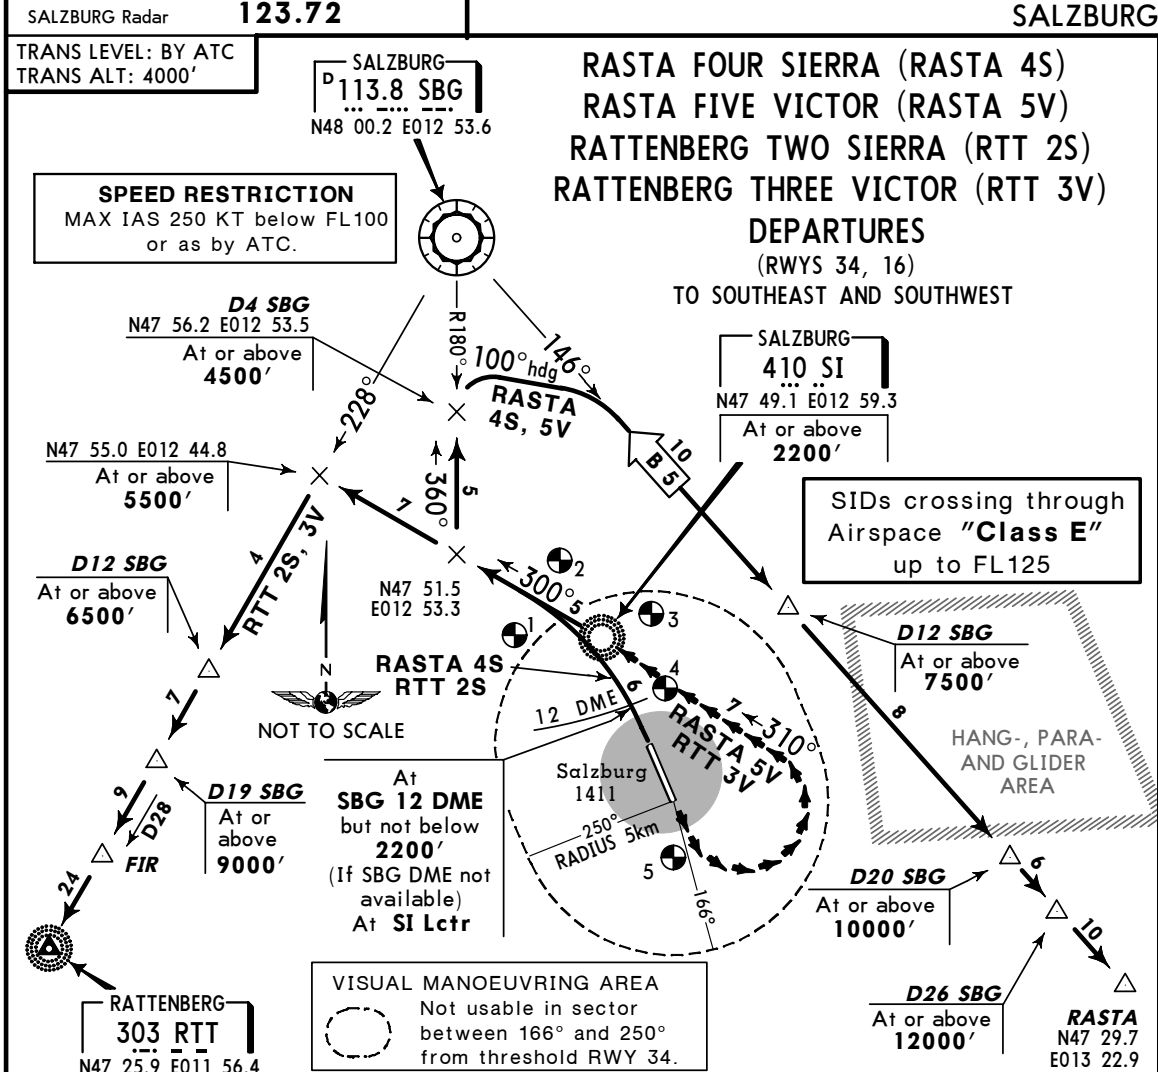 SALZBURG Radar 123.72
SALZBURG
TRANS LEVEL: BY ATC
TRANS ALT: 4000′
SALZBURG
D 113.8 SBG
N48 00.2 E012 53.6
RASTA FOUR SIERRA (RASTA 4S)
RASTA FIVE VICTOR (RASTA 5V)
RATTENBERG TWO SIERRA (RTT 2S)
RATTENBERG THREE VICTOR (RTT 3V)
DEPARTURES
(RWYS 34, 16)
TO SOUTHEAST AND SOUTHWEST
SPEED RESTRICTION
MAX IAS 250 KT below FL100
or as by ATC.
D4 SBG
N47 56.2 E012 53.5
At or above
4500′
R180°
146°
100° hdg
RASTA
4S, 5V
228°
SALZBURG
410 SI
N47 49.1 E012 59.3
At or above
2200′
N47 55.0 E012 44.8
At or above
5500′
360°
5
7
10
B 5
SIDs crossing through
Airspace "Class E"
up to FL125
4
RTT 2S, 3V
D12 SBG
At or above
6500′
N47 51.5
E012 53.3
300°
5
2
1
3
4
RASTA 4S
RTT 2S
6
12 DME
7
310°
RASTA 5V
RTT 3V
D12 SBG
At or above
7500′
8
HANG-, PARA-
AND GLIDER
AREA
N
NOT TO SCALE
7
D19 SBG
At or
above
9000′
9
D28
FIR
24
At
SBG 12 DME
but not below
2200′
(If SBG DME not
available)
At SI Lctr
Salzburg
1411
250°
RADIUS 5km
5
166°
D20 SBG
At or above
10000′
6
10
D26 SBG
At or above
12000′
RASTA
N47 29.7
E013 22.9
VISUAL MANOEUVRING AREA
Not usable in sector
between 166° and 250°
from threshold RWY 34.
RATTENBERG
303 RTT
N47 25.9 E011 56.4